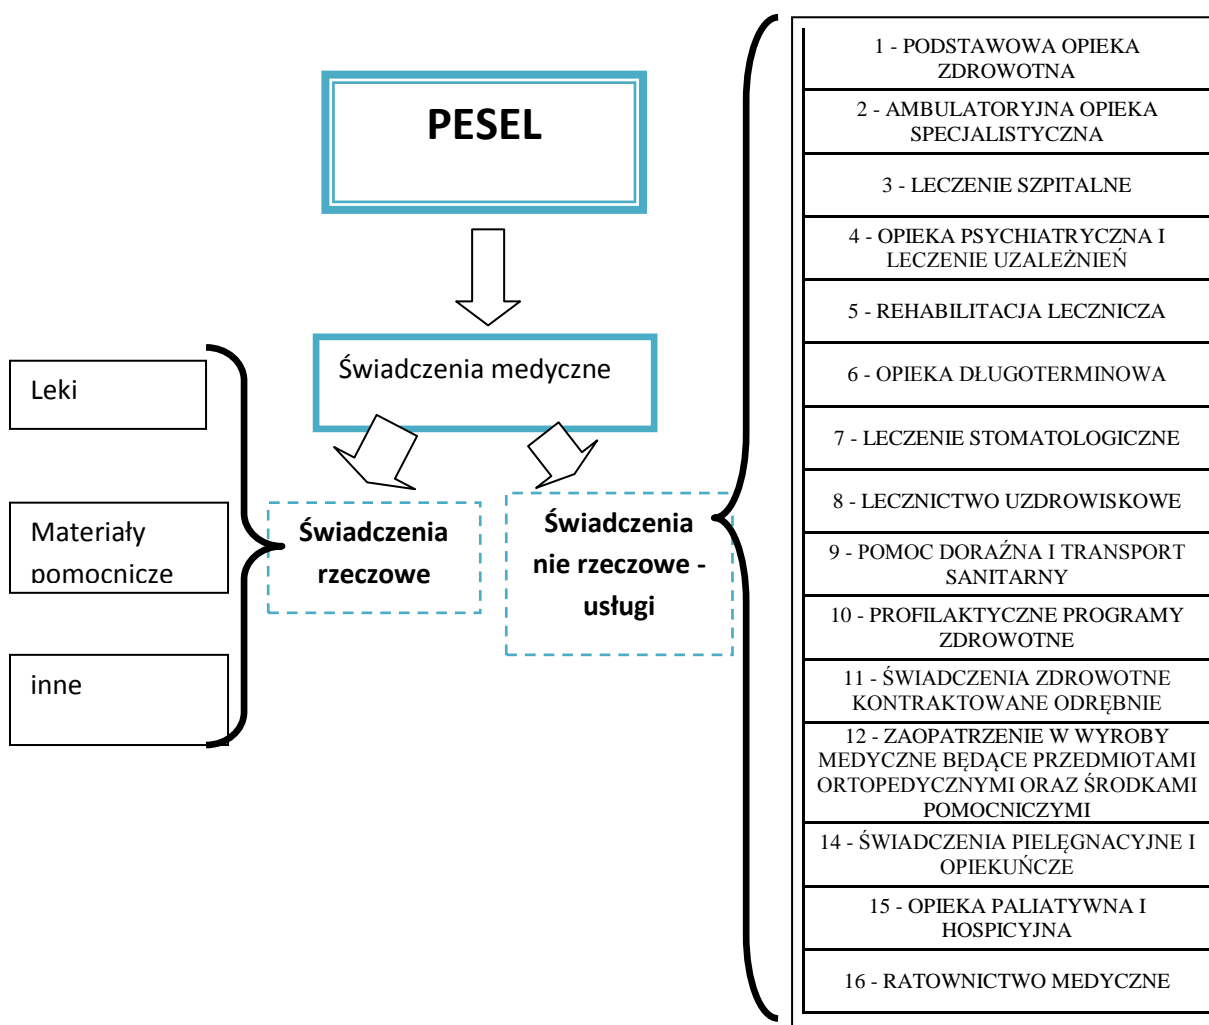 PESEL
Świadczenia medyczne
Leki
Materiały
pomocnicze
inne
Świadczenia
rzeczowe
Świadczenia
nie rzeczowe -
usługi
1 - PODSTAWOWA OPIEKA
ZDROWOTNA
2 - AMBULATORYJNA OPIEKA
SPECJALISTYCZNA
3 - LECZENIE SZPITALNE
4 - OPIEKA PSYCHIATRYCZNA I
LECZENIE UZALEŻNIEŃ
5 - REHABILITACJA LECZNICZA
6 - OPIEKA DŁUGOTERMINOWA
7 - LECZENIE STOMATOLOGICZNE
8 - LECZNICTWO UZDROWISKOWE
9 - POMOC DORAŹNA I TRANSPORT
SANITARNY
10 - PROFILAKTYCZNE PROGRAMY
ZDROWOTNE
11 - ŚWIADCZENIA ZDROWOTNE
KONTRAKTOWANE ODRĘBNIE
12 - ZAOPATRZENIE W WYROBY
MEDYCZNE BĘDĄCE PRZEDMIOTAMI
ORTOPEDYCZNYMI ORAZ ŚRODKAMI
POMOCNICZYMI
14 - ŚWIADCZENIA PIELĘGNACYJNE I
OPIEKUŃCZE
15 - OPIEKA PALIATYWNA I
HOSPICYJNA
16 - RATOWNICTWO MEDYCZNE